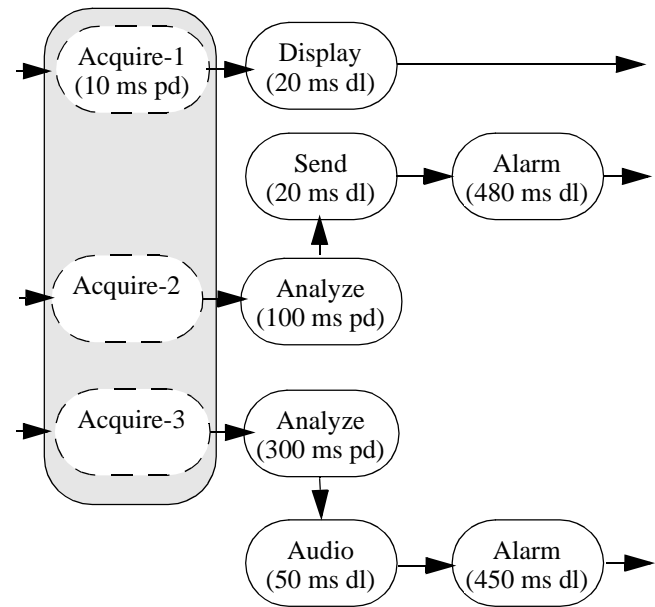 Acquire-1
(10 ms pd)
Display
(20 ms dl)
Send
(20 ms dl)
Alarm
(480 ms dl)
Acquire-2
Analyze
(100 ms pd)
Acquire-3
Analyze
(300 ms pd)
Audio
(50 ms dl)
Alarm
(450 ms dl)